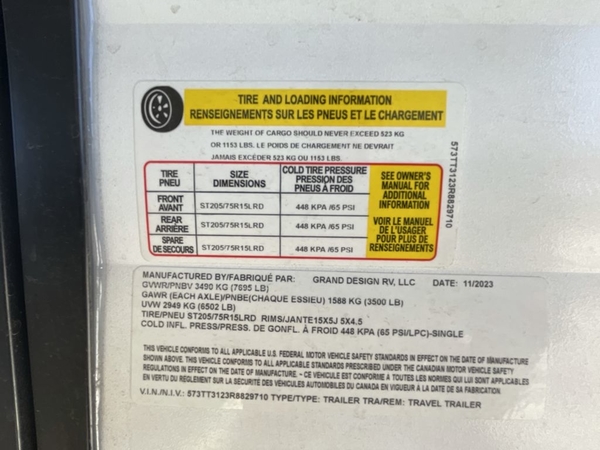 TIRE AND LOADING INFORMATION
RENSEIGNEMENTS SUR LES PNEUS ET LE CHARGEMENT
THE WEIGHT OF CARGO SHOULD NEVER EXCEED 523 KG
OR 1153 LBS. LE POIDS DE CHARGEMENT NE DEVRAIT
JAMAIS EXCÉDER 523 KG OU 1153 LBS.
TIRE PNEU SIZE DIMENSIONS COLD TIRE PRESSURE PRESSION DES PNEUS À FROID
FRONT AVANT ST205/75R15LRD 448 KPA /65 PSI
REAR ARRIÈRE ST205/75R15LRD 448 KPA /65 PSI
SPARE DE SECOURS ST205/75R15LRD 448 KPA /65 PSI
SEE OWNER'S
MANUAL FOR
ADDITIONAL
INFORMATION
VOIR LE MANUEL
DE L'USAGER
POUR PLUS DE
RENSEIGNEMENTS
573TT3123R8829710
MANUFACTURED BY/FABRIQUÉ PAR: GRAND DESIGN RV, LLC DATE: 11/2023
GVWR/PNBV 3490 KG (7695 LB)
GAWR (EACH AXLE)/PNBE(CHAQUE ESSIEU) 1588 KG (3500 LB)
UVW 2949 KG (6502 LB)
TIRE/PNEU ST205/75R15LRD RIMS/JANTE15X5J 5X4.5
COLD INFL. PRESS/PRESS. DE GONFL. À FROID 448 KPA (65 PSI/LPC)-SINGLE
THIS VEHICLE CONFORMS TO ALL APPLICABLE U.S. FEDERAL MOTOR VEHICLE SAFETY STANDARDS IN EFFECT ON THE DATE OF MANUFACTURE
SHOWN ABOVE. THIS VEHICLE CONFORMS TO ALL APPLICABLE STANDARDS PRESCRIBED UNDER THE CANADIAN MOTOR VEHICLE SAFETY
REGULATIONS IN EFFECT ON THE DATE OF MANUFACTURE. - CE VÉHICULE EST CONFORME À TOUTES LES NORMES QUI LUI SONT APPLICABLES
EN VERTU DU RÈGLEMENT SUR LA SÉCURITÉ DES VÉHICULES AUTOMOBILES DU CANADA EN VIGUEUR À LA DATE DE SA FABRICATION
V.I.N./N.I.V.: 573TT3123R8829710 TYPE/TYPE: TRAILER TRA/REM: TRAVEL TRAILER